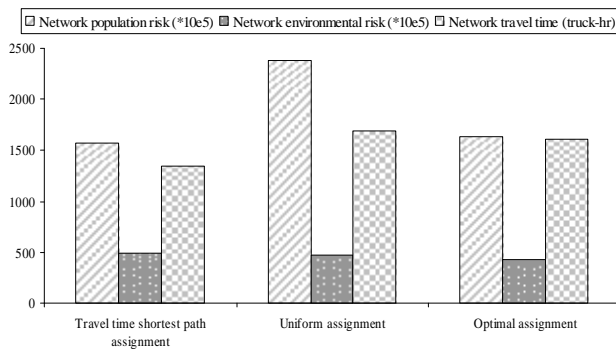 Network population risk (*10e5) Network environmental risk (*10e5) Network travel time (truck-hr)
2500
2000
1500
1000
500
0
Travel time shortest path
assignment
Uniform assignment
Optimal assignment